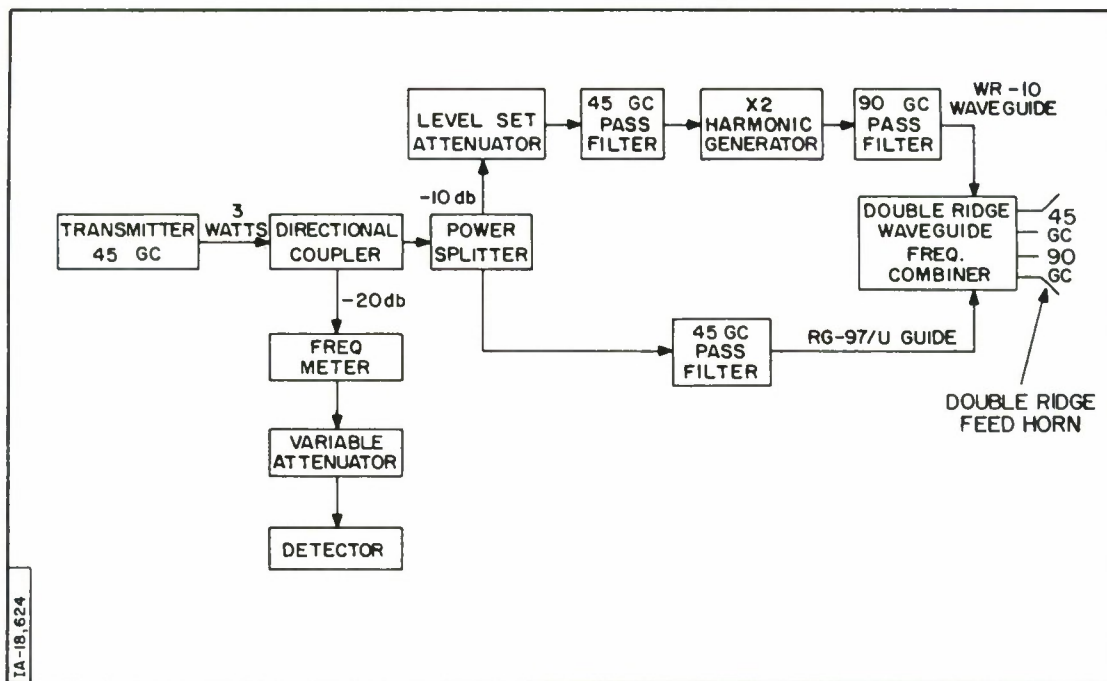 TRANSMITTER
45 GC
3
WATTS
DIRECTIONAL
COUPLER
-20db
FREQ
METER
VARIABLE
ATTENUATOR
DETECTOR
POWER
SPLITTER
-10db
LEVEL SET
ATTENUATOR
45 GC
PASS
FILTER
X2
HARMONIC
GENERATOR
90 GC
PASS
FILTER
WR-10
WAVEGUIDE
45 GC
PASS
FILTER
RG-97/U GUIDE
DOUBLE RIDGE
WAVEGUIDE
FREQ.
COMBINER
45
GC
90
GC
DOUBLE RIDGE
FEED HORN
IA-18,624